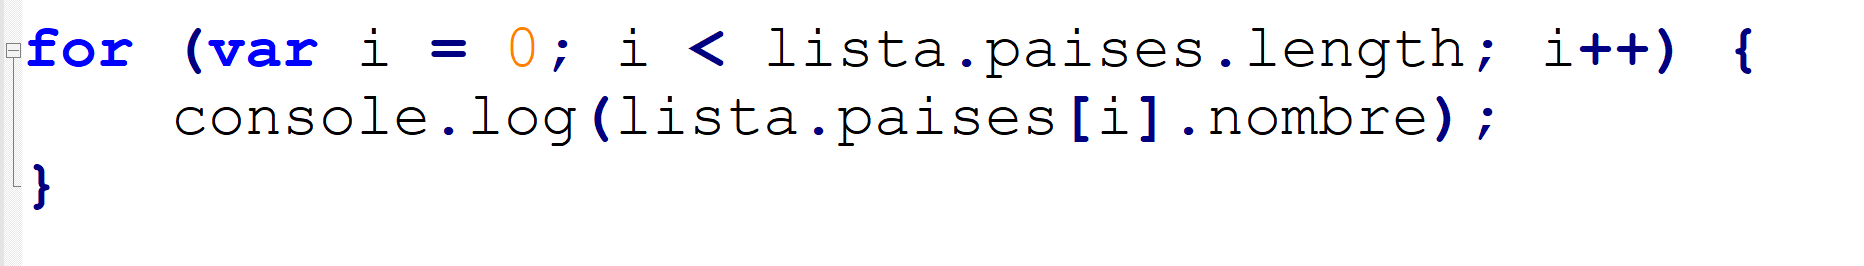 for (var i = 0; i < lista.paises.length; i++) {
    console.log(lista.paises[i].nombre);
}